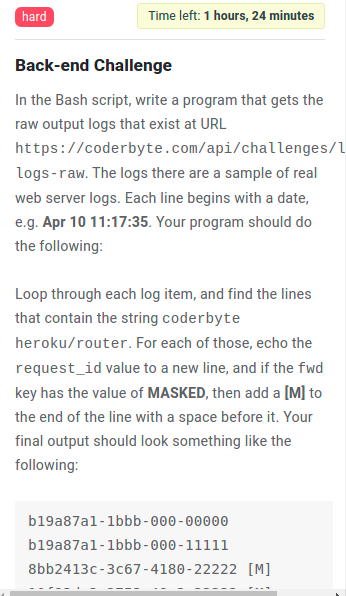 hard
Time left: 1 hours, 24 minutes
Back-end Challenge
In the Bash script, write a program that gets the
raw output logs that exist at URL
https://coderbyte.com/api/challenges/l
logs-raw. The logs there are a sample of real
web server logs. Each line begins with a date,
e.g. Apr 10 11:17:35. Your program should do
the following:
Loop through each log item, and find the lines
that contain the string coderbyte
heroku/router. For each of those, echo the
request_id value to a new line, and if the fwd
key has the value of MASKED, then add a [M] to
the end of the line with a space before it. Your
final output should look something like the
following:
b19a87a1-1bbb-000-00000
b19a87a1-1bbb-000-11111
8bb2413c-3c67-4180-22222 [M]